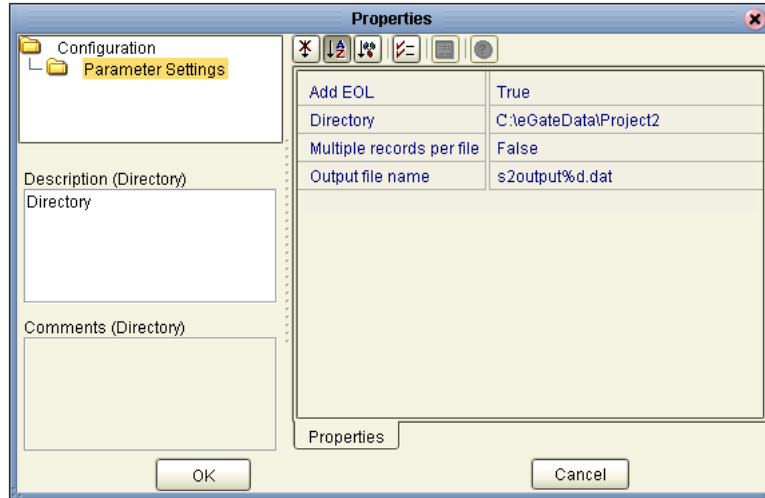 Properties
Configuration
Parameter Settings
Add EOL True
Directory C:\eGateData\Project2
Multiple records per file False
Output file name s2output%d.dat
Description (Directory)
Directory
Comments (Directory)
Properties
OK
Cancel